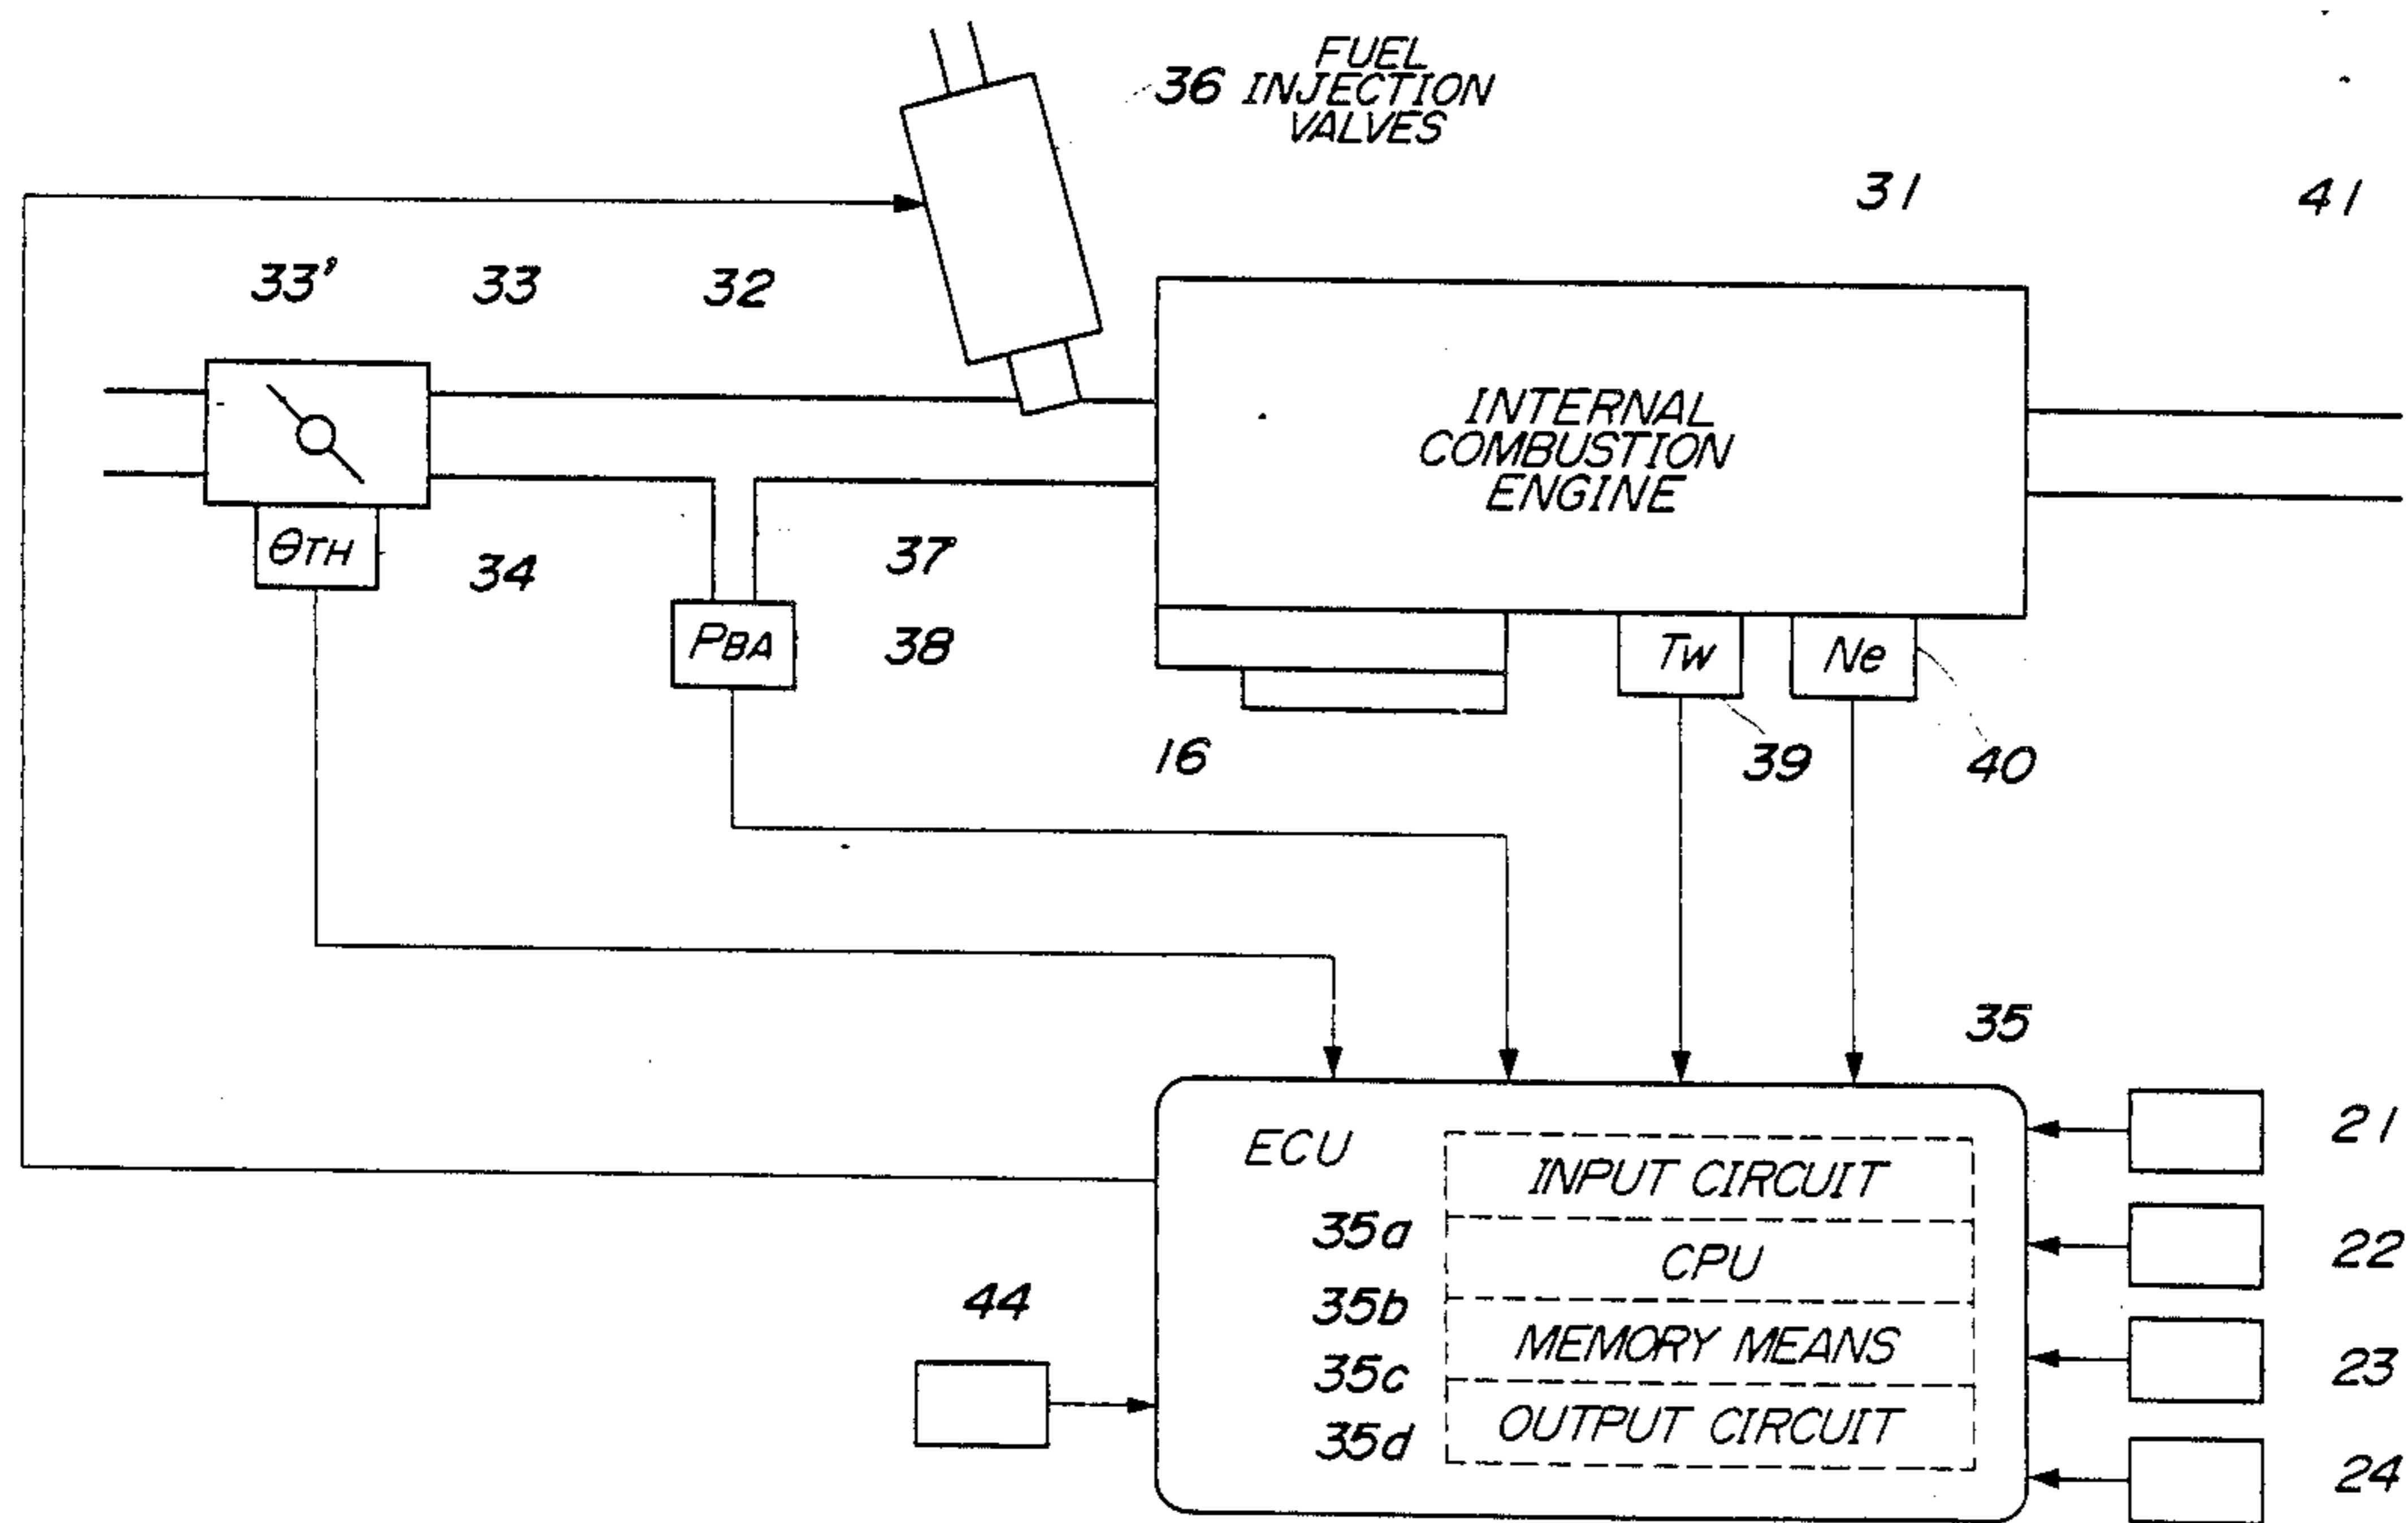 36 FUEL
INJECTION
VALVES
31
41
33'
33
32
INTERNAL
COMBUSTION
ENGINE
θTH
34
37
PBA
38
Tw
Ne
16
39
40
35
ECU
INPUT CIRCUIT
21
35a
CPU
22
44
35b
MEMORY MEANS
35c
23
OUTPUT CIRCUIT
35d
24